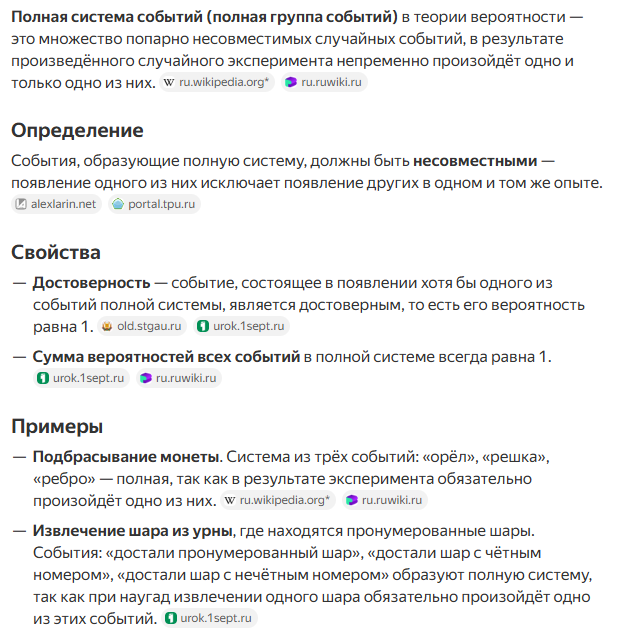 Полная система событий (полная группа событий) в теории вероятности —
это множество попарно несовместимых случайных событий, в результате
произведённого случайного эксперимента непременно произойдёт одно и
только одно из них. W ru.wikipedia.org* ru.ruwiki.ru
Определение
События, образующие полную систему, должны быть несовместными —
появление одного из них исключает появление других в одном и том же опыте.
alexlarin.net portal.tpu.ru
Свойства
— Достоверность — событие, состоящее в появлении хотя бы одного из
событий полной системы, является достоверным, то есть его вероятность
равна 1. old.stgau.ru urok.1sept.ru
— Сумма вероятностей всех событий в полной системе всегда равна 1.
urok.1sept.ru ru.ruwiki.ru
Примеры
— Подбрасывание монеты. Система из трёх событий: «орёл», «решка»,
«ребро» — полная, так как в результате эксперимента обязательно
произойдёт одно из них. W ru.wikipedia.org* ru.ruwiki.ru
— Извлечение шара из урны, где находятся пронумерованные шары.
События: «достали пронумерованный шар», «достали шар с чётным
номером», «достали шар с нечётным номером» образуют полную систему,
так как при наугад извлечении одного шара обязательно произойдёт одно
из этих событий. urok.1sept.ru